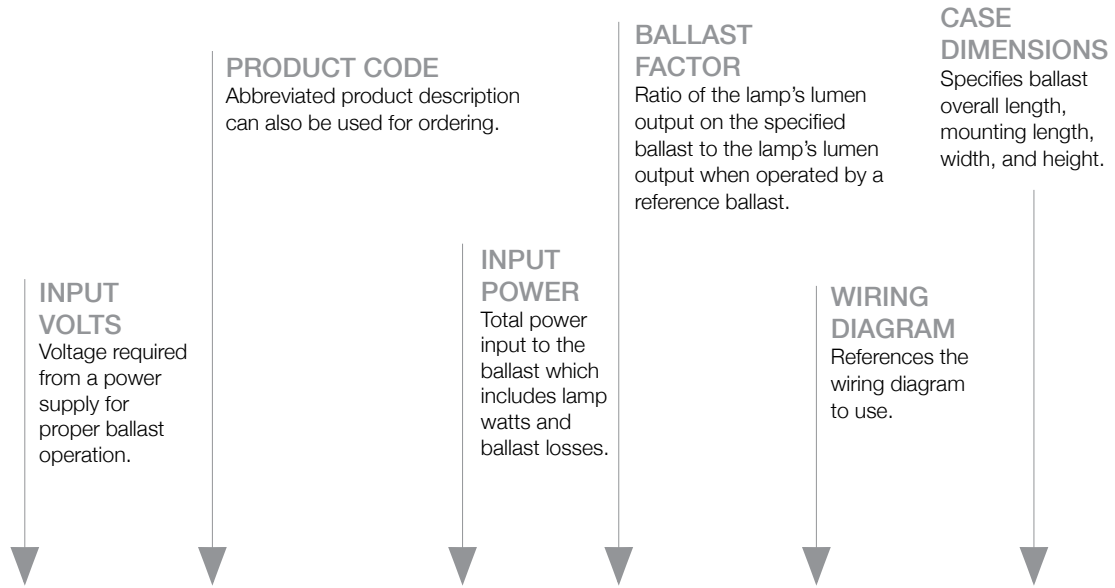 INPUT
VOLTS
Voltage required
from a power
supply for
proper ballast
operation.
PRODUCT CODE
Abbreviated product description
can also be used for ordering.
INPUT
POWER
Total power
input to the
ballast which
includes lamp
watts and
ballast losses.
BALLAST
FACTOR
Ratio of the lamp’s lumen
output on the specified
ballast to the lamp’s lumen
output when operated by a
reference ballast.
WIRING
DIAGRAM
References the
wiring diagram
to use.
CASE
DIMENSIONS
Specifies ballast
overall length,
mounting length,
width, and height.